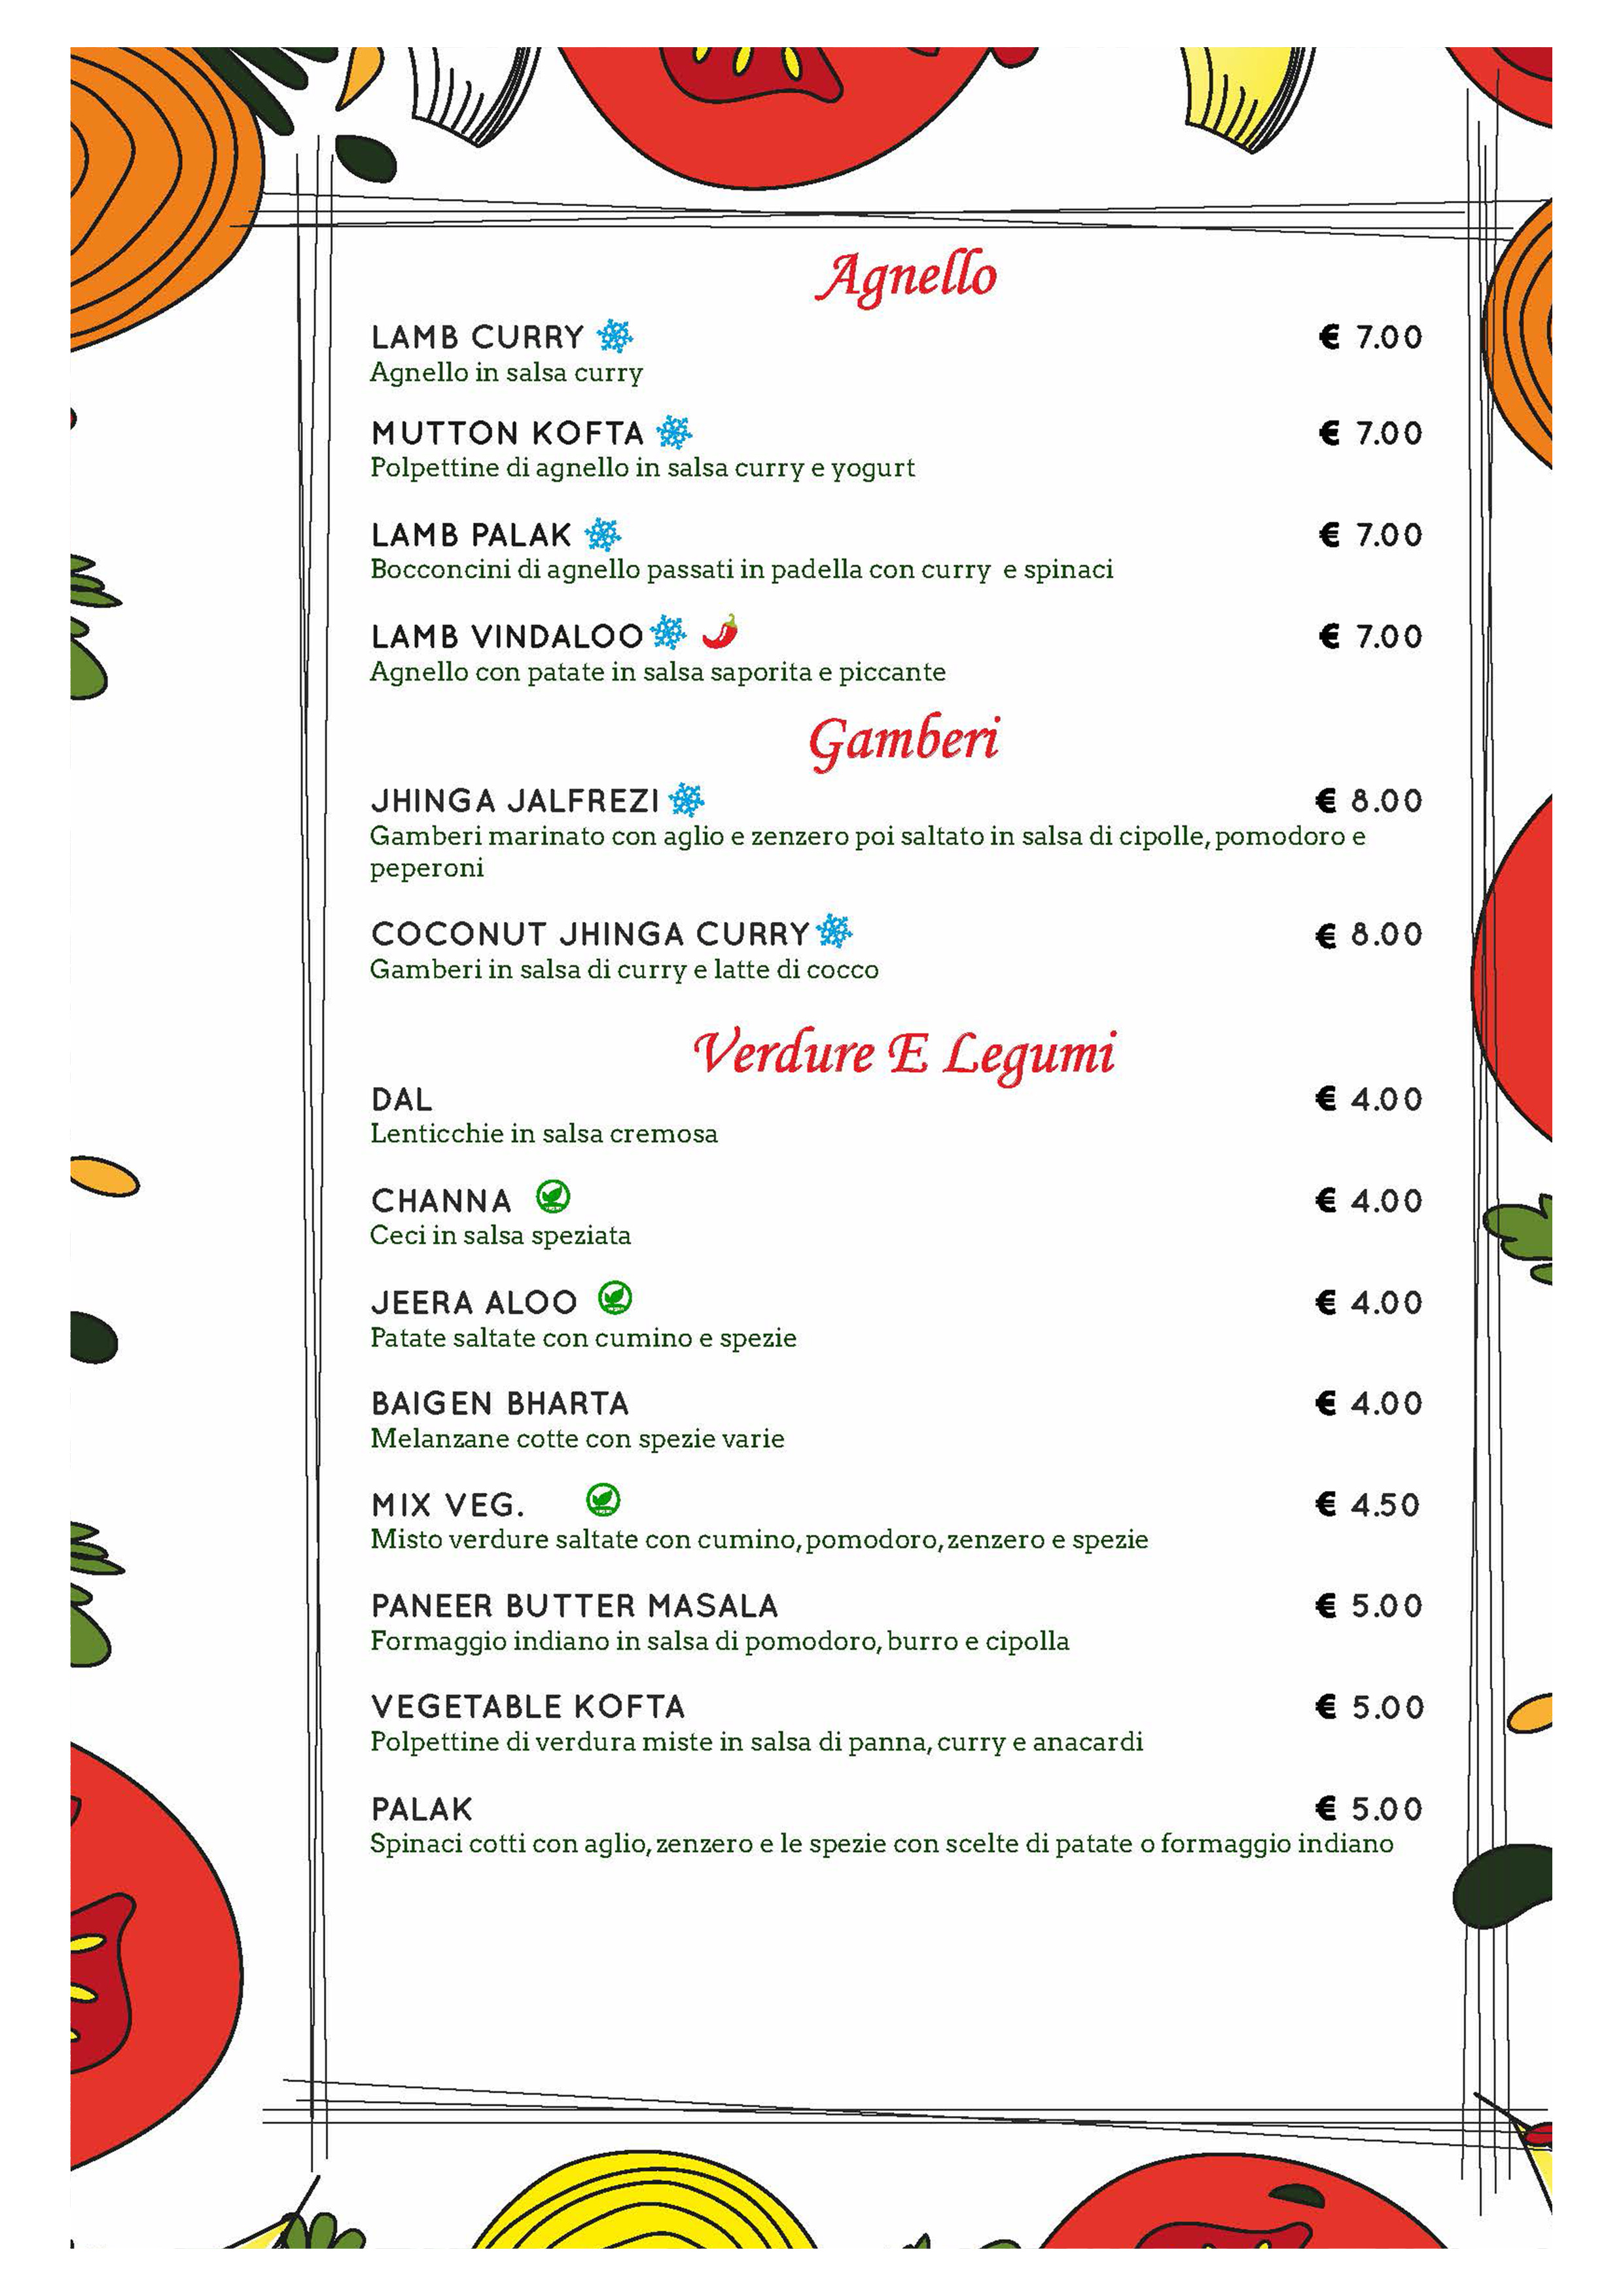 Agnello
LAMB CURRY € 7.00
Agnello in salsa curry
MUTTON KOFTA € 7.00
Polpettine di agnello in salsa curry e yogurt
LAMB PALAK € 7.00
Bocconcini di agnello passati in padella con curry e spinaci
LAMB VINDALOO € 7.00
Agnello con patate in salsa saporita e piccante
Gamberi
JHINGA JALFREZI € 8.00
Gamberi marinato con aglio e zenzero poi saltato in salsa di cipolle, pomodoro e
peperoni
COCONUT JHINGA CURRY € 8.00
Gamberi in salsa di curry e latte di cocco
Verdure E Legumi
DAL € 4.00
Lenticchie in salsa cremosa
CHANNA € 4.00
Ceci in salsa speziata
JEERA ALOO € 4.00
Patate saltate con cumino e spezie
BAIGEN BHARTA € 4.00
Melanzane cotte con spezie varie
MIX VEG. € 4.50
Misto verdure saltate con cumino, pomodoro, zenzero e spezie
PANEER BUTTER MASALA € 5.00
Formaggio indiano in salsa di pomodoro, burro e cipolla
VEGETABLE KOFTA € 5.00
Polpettine di verdura miste in salsa di panna, curry e anacardi
PALAK € 5.00
Spinaci cotti con aglio, zenzero e le spezie con scelte di patate o formaggio indiano